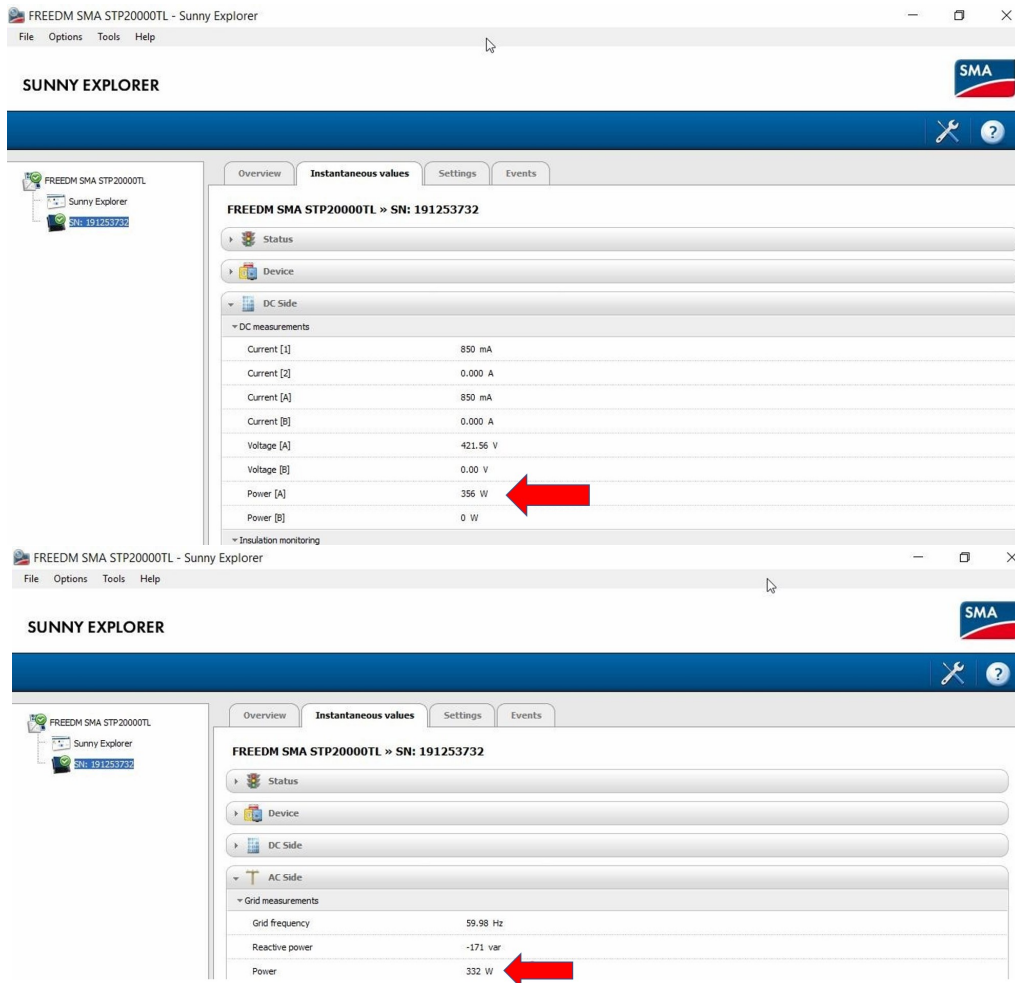 FREEDM SMA STP20000TL - Sunny Explorer
File Options Tools Help
SUNNY EXPLORER
SMA
?
FREEDM SMA STP20000TL
Sunny Explorer
SN: 191253732
Overview Instantaneous values Settings Events
FREEDM SMA STP20000TL » SN: 191253732
Status
Device
DC Side
DC measurements
Current [1] 850 mA
Current [2] 0.000 A
Current [A] 850 mA
Current [B] 0.000 A
Voltage [A] 421.56 V
Voltage [B] 0.00 V
Power [A] 356 W
Power [B] 0 W
Insulation monitoring
FREEDM SMA STP20000TL - Sunny Explorer
File Options Tools Help
SUNNY EXPLORER
SMA
?
FREEDM SMA STP20000TL
Sunny Explorer
SN: 191253732
Overview Instantaneous values Settings Events
FREEDM SMA STP20000TL » SN: 191253732
Status
Device
DC Side
AC Side
Grid measurements
Grid frequency 59.98 Hz
Reactive power -171 var
Power 332 W